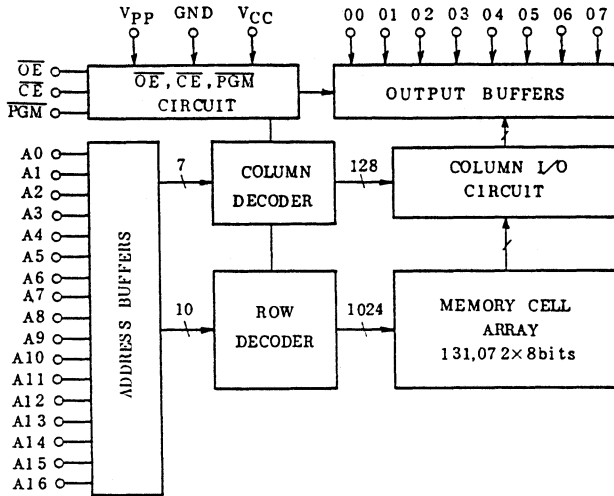 VPP GND VCC 00 01 02 03 04 05 06 07
OE
CE
PGM
OE, CE, PGM
CIRCUIT
OUTPUT BUFFERS
A0
A1
A2
A3
A4
A5
A6
A7
A8
A9
A10
A11
A12
A13
A14
A15
A16
ADDRESS BUFFERS
7
COLUMN
DECODER
128
COLUMN I/O
CIRCUIT
10
ROW
DECODER
1024
MEMORY CELL
ARRAY
131,072×8bits